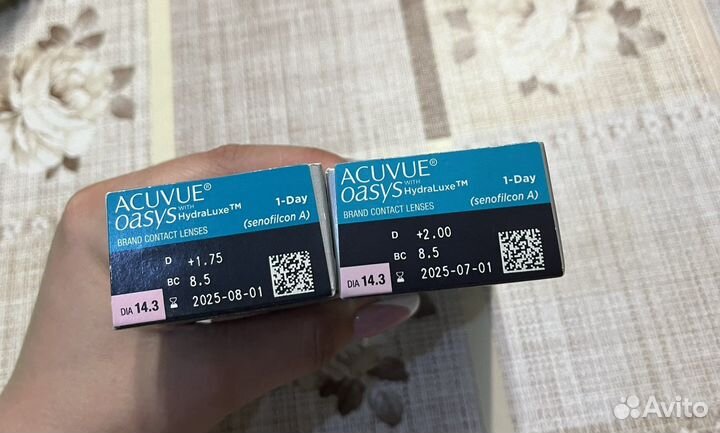 ACUVUE®
oasys WITH HydraLuxe™
1-Day
(senofilcon A)
BRAND CONTACT LENSES
D +1.75
BC 8.5
2025-08-01
DIA 14.3
ACUVUE®
oasys WITH HydraLuxe™
1-Day
(senofilcon A)
BRAND CONTACT LENSES
D +2.00
BC 8.5
2025-07-01
DIA 14.3
Avito